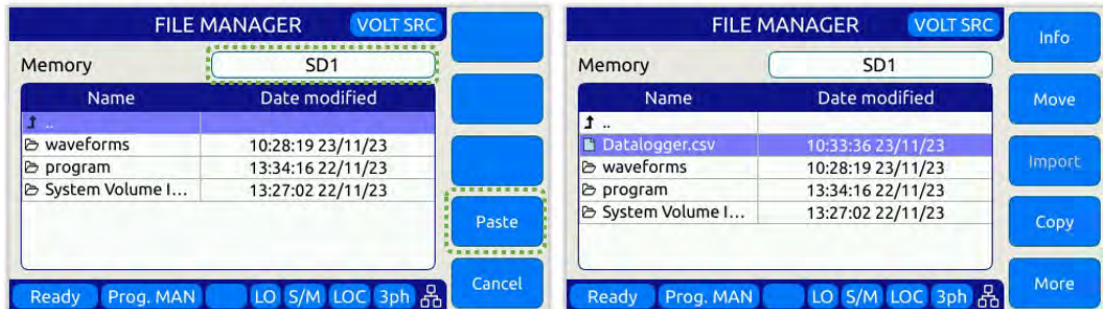 FILE MANAGER VOLT SRC
Memory SD1
Name Date modified
..
waveforms 10:28:19 23/11/23
program 13:34:16 22/11/23
System Volume I... 13:27:02 22/11/23
Paste
Cancel
Ready Prog. MAN LO S/M LOC 3ph
FILE MANAGER VOLT SRC
Info
Memory SD1
Name Date modified
Move
..
Datalogger.csv 10:33:36 23/11/23
waveforms 10:28:19 23/11/23
Import
program 13:34:16 22/11/23
System Volume I... 13:27:02 22/11/23
Copy
More
Ready Prog. MAN LO S/M LOC 3ph